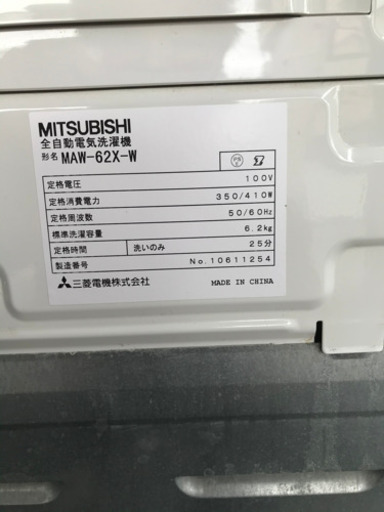 MITSUBISHI
全自動電気洗濯機
形名 MAW-62X-W
定格電圧 100V
定格消費電力 350/410W
定格周波数 50/60Hz
標準洗濯容量 6.2kg
定格時間 洗いのみ 25分
製造番号 No.10611254
三菱電機株式会社 MADE IN CHINA